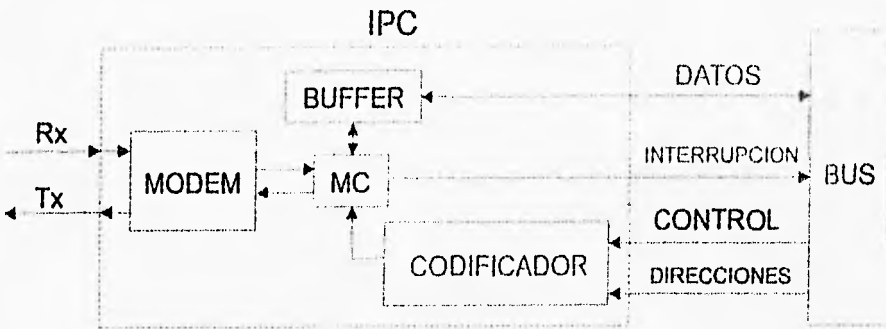 IPC
DATOS
BUFFER
Rx
INTERRUPCION
MODEM
MC
BUS
Tx
CONTROL
CODIFICADOR
DIRECCIONES